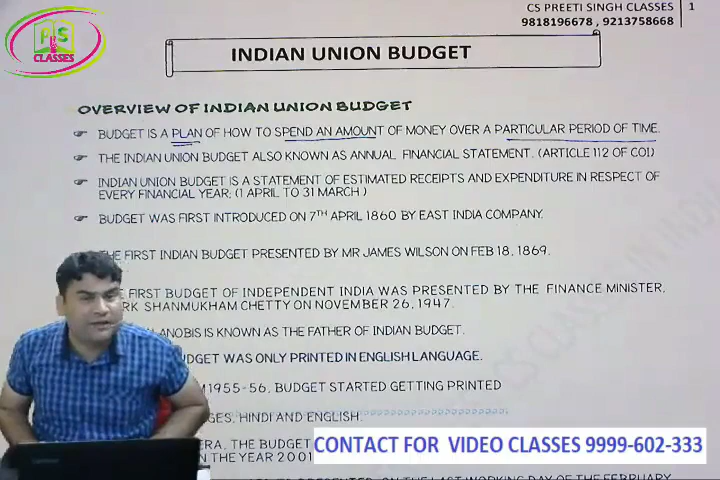 CS PREETI SINGH CLASSES
9818196678 , 9213758668
1
PS
CLASSES
INDIAN UNION BUDGET
OVERVIEW OF INDIAN UNION BUDGET
☞ BUDGET IS A PLAN OF HOW TO SPEND AN AMOUNT OF MONEY OVER A PARTICULAR PERIOD OF TIME.
☞ THE INDIAN UNION BUDGET ALSO KNOWN AS ANNUAL FINANCIAL STATEMENT. (ARTICLE 112 OF COI)
☞ INDIAN UNION BUDGET IS A STATEMENT OF ESTIMATED RECEIPTS AND EXPENDITURE IN RESPECT OF
EVERY FINANCIAL YEAR. (1 APRIL TO 31 MARCH )
☞ BUDGET WAS FIRST INTRODUCED ON 7TH APRIL 1860 BY EAST INDIA COMPANY.
THE FIRST INDIAN BUDGET PRESENTED BY MR JAMES WILSON ON FEB 18, 1869.
FIRST BUDGET OF INDEPENDENT INDIA WAS PRESENTED BY THE FINANCE MINISTER,
RK SHANMUKHAM CHETTY ON NOVEMBER 26, 1947.
ANOBIS IS KNOWN AS THE FATHER OF INDIAN BUDGET.
UDGET WAS ONLY PRINTED IN ENGLISH LANGUAGE.
M 1955-56, BUDGET STARTED GETTING PRINTED
GES, HINDI AND ENGLISH.
ERA, THE BUDGET
N THE YEAR 2001
CONTACT FOR VIDEO CLASSES 9999-602-333
ON THE LAST WORKING DAY OF THE FEBRUARY